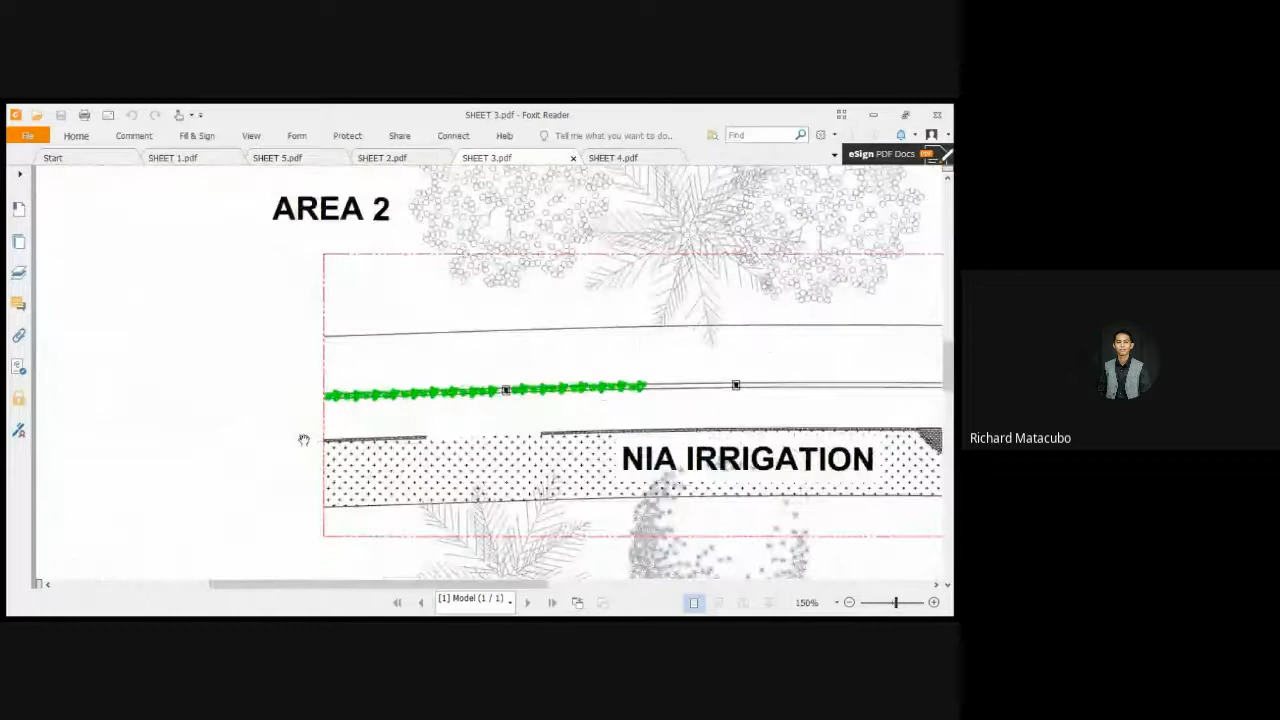 SHEET 3.pdf - Foxit Reader
File Home Comment Fill & Sign View Form Protect Share Connect Help Tell me what you want to do.. Find
Start SHEET 1.pdf SHEET 5.pdf SHEET 2.pdf SHEET 3.pdf SHEET 4.pdf eSign PDF Docs
AREA 2
NIA IRRIGATION
Richard Matacubo
[1] Model (1 / 1) 150%